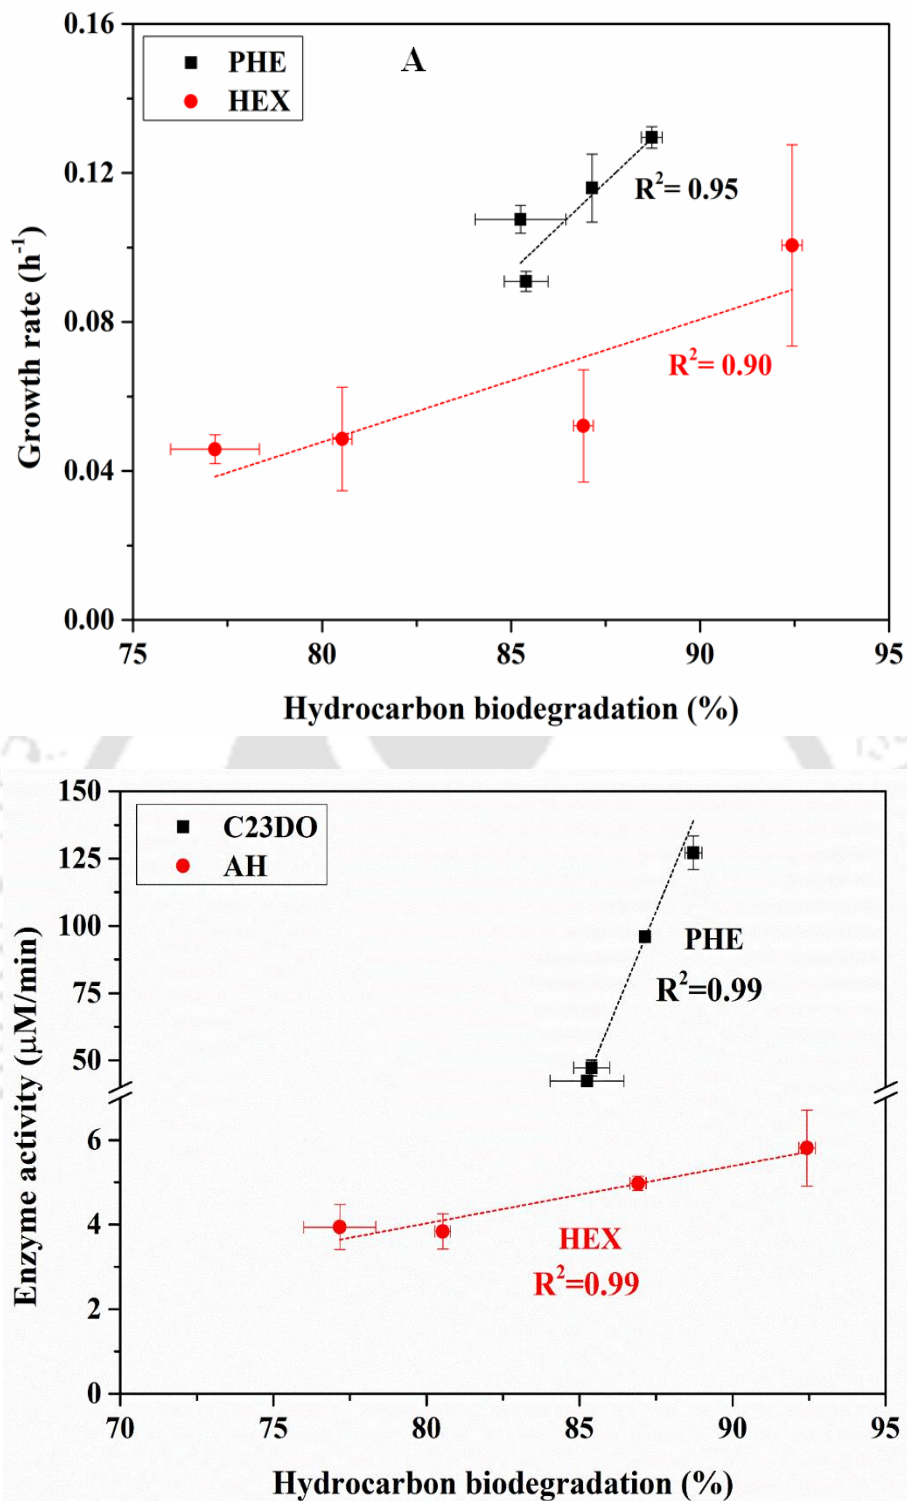 A
PHE
HEX
R²= 0.95
R²= 0.90
0.16
0.12
0.08
0.04
0.00
Growth rate (h⁻¹)
75 80 85 90 95
Hydrocarbon biodegradation (%)
C23DO
AH
PHE
R²=0.99
HEX
R²=0.99
150
125
100
75
50
6
4
2
0
Enzyme activity (µM/min)
70 75 80 85 90 95
Hydrocarbon biodegradation (%)